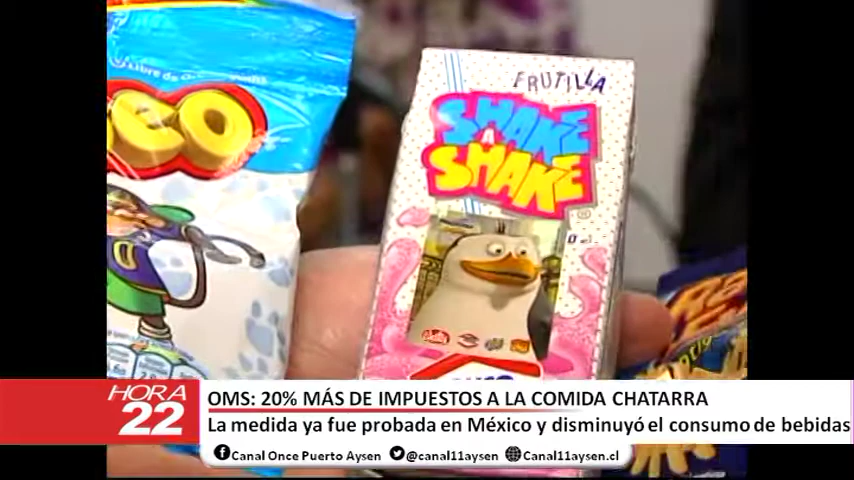 FRUTILLA
SHAKE
A
SHAKE
CO
HORA
22
OMS: 20% MÁS DE IMPUESTOS A LA COMIDA CHATARRA
La medida ya fue probada en México y disminuyó el consumo de bebidas
Canal Once Puerto Aysen
@canal11aysen
Canal11aysen.cl